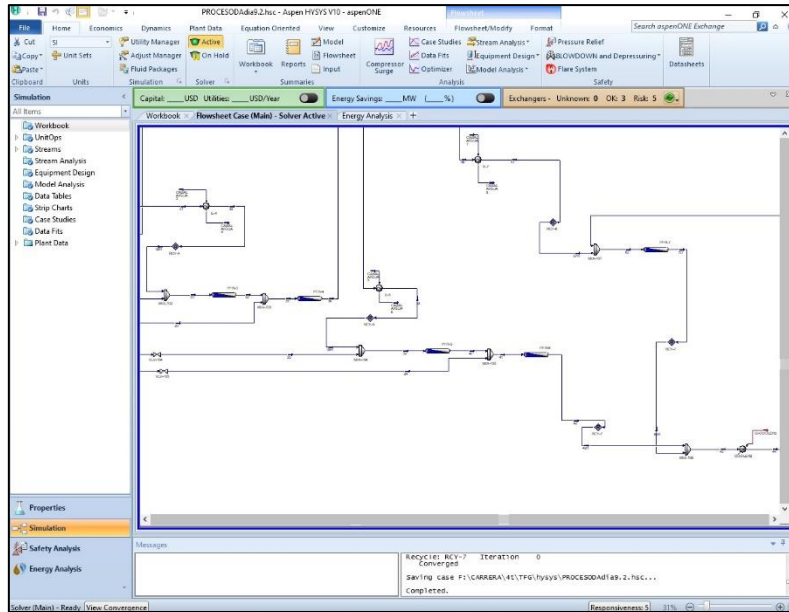 PROCESODAdia9.2.hsc - Aspen HYSYS V10 - aspenONE
File Home Economics Dynamics Plant Data Equation Oriented View Customize Resources Flowsheet/Modify Format
Search aspenONE Exchange
Cut SI Utility Manager Active Model Case Studies Stream Analysis Pressure Relief
Copy Unit Sets Adjust Manager On Hold Workbook Reports Flowsheet Compressor Surge Data Fits Equipment Design BLOWDOWN and Depressuring Datasheets
Paste Fluid Packages Input Optimizer Model Analysis Flare System
Clipboard Units Simulation Solver Summaries Analysis Safety
Simulation
Capital: ____USD Utilities: ____USD/Year
Energy Savings: ____MW (____%)
Exchangers - Unknown: 0 OK: 3 Risk: 5
All Items
Workbook Flowsheet Case (Main) - Solver Active Energy Analysis
Workbook
UnitOps
Streams
Stream Analysis
Equipment Design
Model Analysis
Data Tables
Strip Charts
Case Studies
Data Fits
Plant Data
Properties
Simulation
Safety Analysis
Energy Analysis
Messages
Recycle: RCY-7 Iteration 0
Converged
Saving case F:\CARRERA\4t\TFG\hysys\PROCESODAdia9.2.hsc...
Completed.
Solver (Main) - Ready View Convergence
Responsiveness: 5 31%